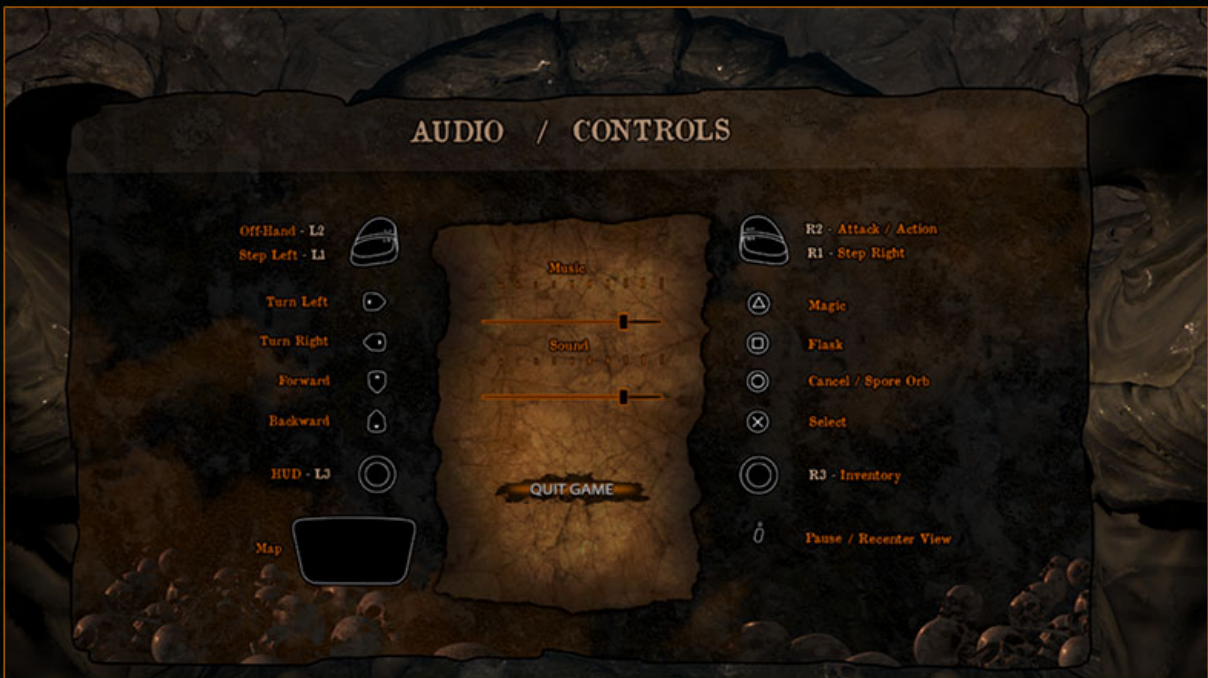 AUDIO / CONTROLS
Off-Hand - L2
Step Left - L1
Turn Left
Turn Right
Forward
Backward
HUD - L3
Map
Music
Sound
QUIT GAME
R2 - Attack / Action
R1 - Step Right
Magic
Flask
Cancel / Spore Orb
Select
R3 - Inventory
Pause / Recenter View